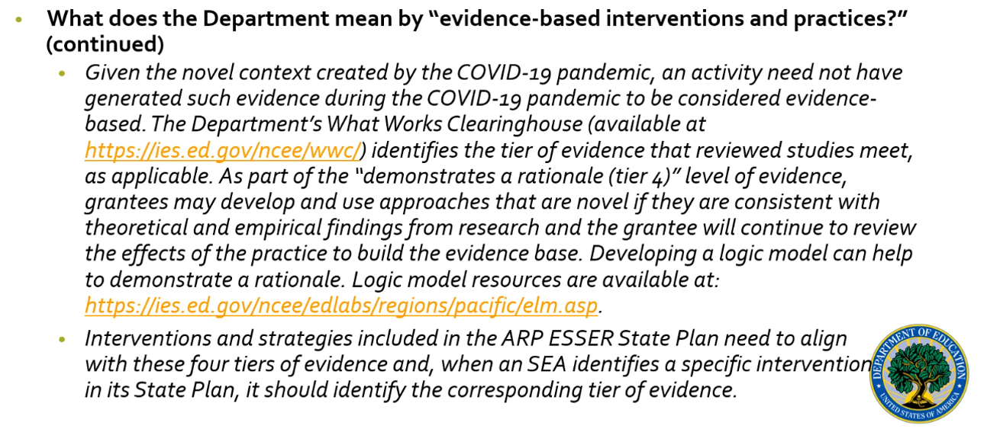 What does the Department mean by “evidence-based interventions and practices?”
(continued)
Given the novel context created by the COVID-19 pandemic, an activity need not have
generated such evidence during the COVID-19 pandemic to be considered evidence-
based. The Department’s What Works Clearinghouse (available at
https://ies.ed.gov/ncee/wwc/) identifies the tier of evidence that reviewed studies meet,
as applicable. As part of the “demonstrates a rationale (tier 4)” level of evidence,
grantees may develop and use approaches that are novel if they are consistent with
theoretical and empirical findings from research and the grantee will continue to review
the effects of the practice to build the evidence base. Developing a logic model can help
to demonstrate a rationale. Logic model resources are available at:
https://ies.ed.gov/ncee/edlabs/regions/pacific/elm.asp.
Interventions and strategies included in the ARP ESSER State Plan need to align
with these four tiers of evidence and, when an SEA identifies a specific intervention
in its State Plan, it should identify the corresponding tier of evidence.
DEPARTMENT OF EDUCATION
UNITED STATES OF AMERICA